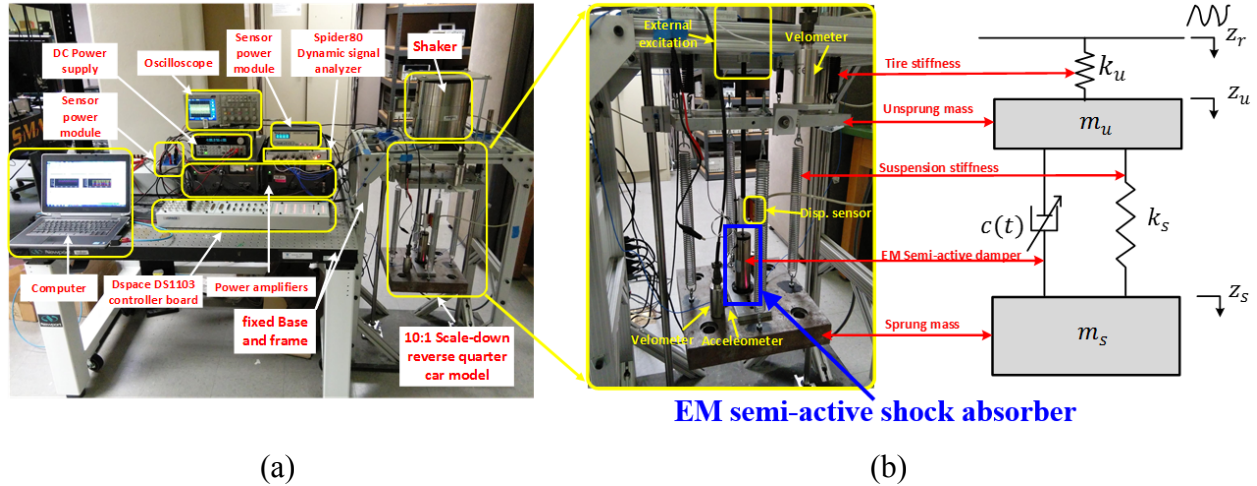 DC Power
supply
Oscilloscope
Sensor
power
module
Spider80
Dynamic signal
analyzer
Shaker
Sensor
power
module
Computer
Dspace DS1103
controller board
Power amplifiers
fixed Base
and frame
10:1 Scale-down
reverse quarter
car model
(a)
External
excitation
Velometer
Disp. sensor
Velometer
Acceleometer
EM semi-active shock absorber
Tire stiffness
Unsprung mass
Suspension stiffness
EM Semi-active damper
Sprung mass
z_r
k_u
z_u
m_u
c(t)
k_s
z_s
m_s
(b)